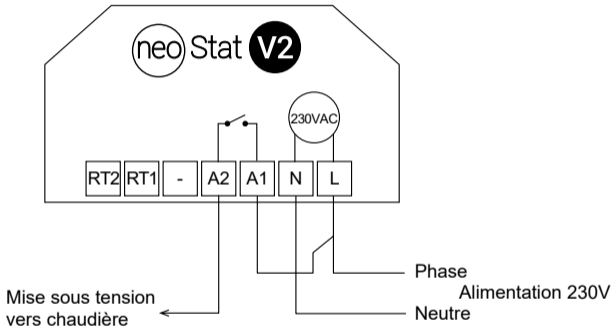 neo Stat V2
230VAC
RT2 RT1 - A2 A1 N L
Phase
Alimentation 230V
Neutre
Mise sous tension
vers chaudière